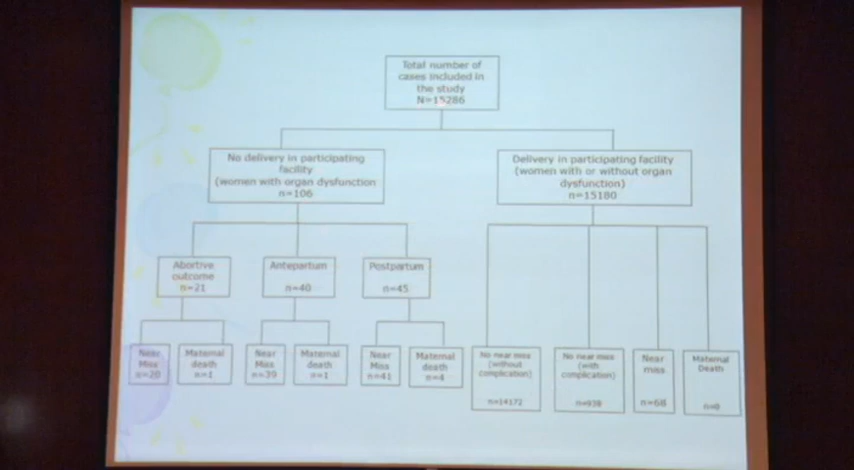 Total number of
cases included in
the study
N=15286
No delivery in participating
facility
(women with organ dysfunction
n=106
Delivery in participating facility
(women with or without organ
dysfunction)
n=15180
Abortive
outcome
n=21
Antepartum
n=40
Postpartum
n=45
Near
Miss
n=20
Maternal
death
n=1
Near
Miss
n=39
Maternal
death
n=1
Near
Miss
n=41
Maternal
death
n=4
No near miss
(without
complication)
n=14172
No near miss
(with
complication)
Near
miss
n=68
Maternal
Death